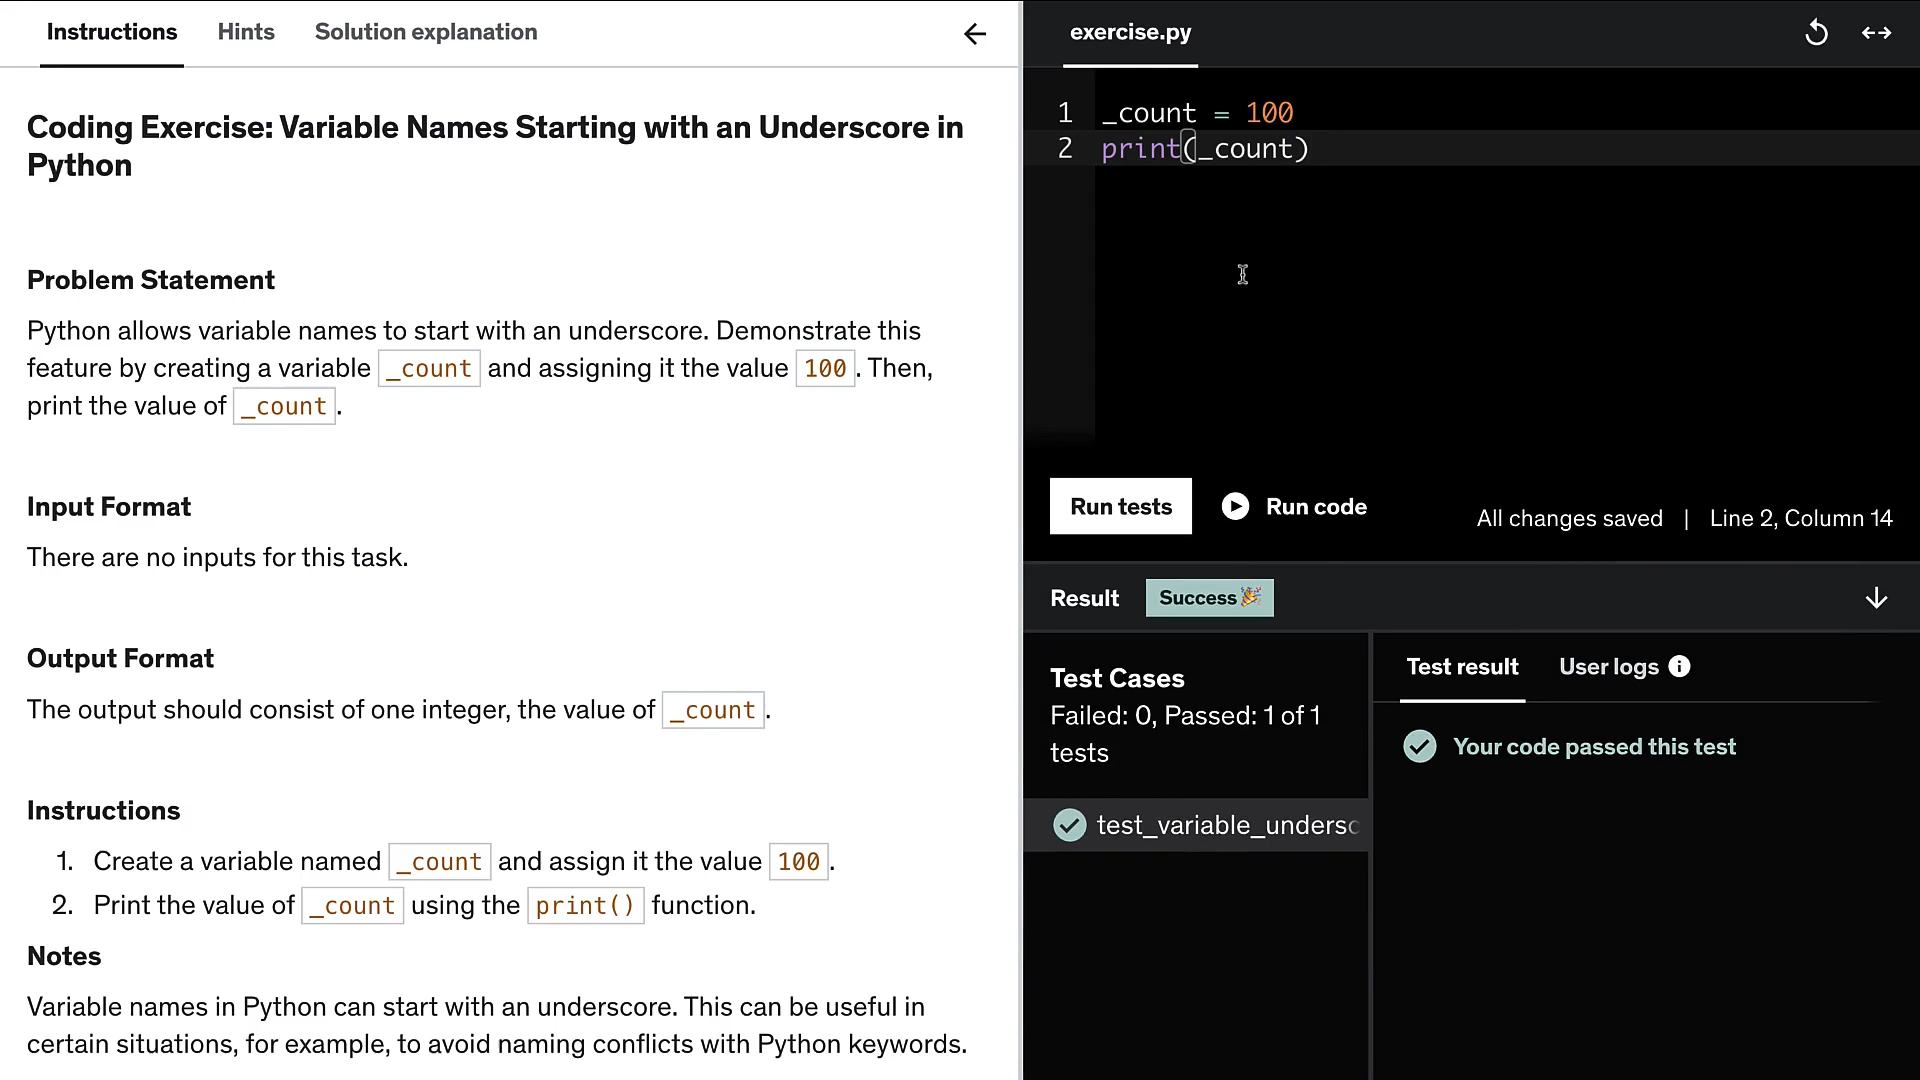 Instructions Hints Solution explanation
Coding Exercise: Variable Names Starting with an Underscore in
Python
Problem Statement
Python allows variable names to start with an underscore. Demonstrate this
feature by creating a variable _count and assigning it the value 100. Then,
print the value of _count.
Input Format
There are no inputs for this task.
Output Format
The output should consist of one integer, the value of _count.
Instructions
1. Create a variable named _count and assign it the value 100.
2. Print the value of _count using the print() function.
Notes
Variable names in Python can start with an underscore. This can be useful in
certain situations, for example, to avoid naming conflicts with Python keywords.
exercise.py
1 _count = 100
2 print(_count)
Run tests Run code All changes saved | Line 2, Column 14
Result Success🎉
Test Cases
Failed: 0, Passed: 1 of 1
tests
test_variable_undersc
Test result User logs
Your code passed this test